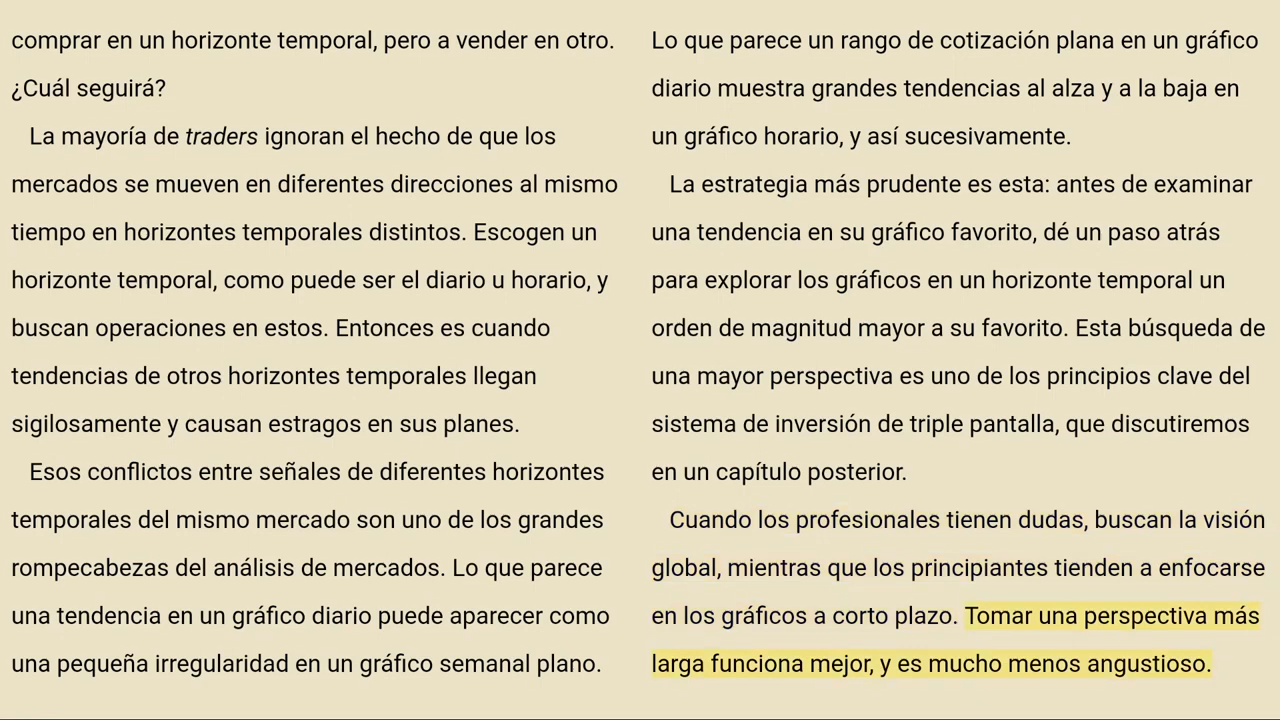 comprar en un horizonte temporal, pero a vender en otro.
¿Cuál seguirá?
La mayoría de traders ignoran el hecho de que los
mercados se mueven en diferentes direcciones al mismo
tiempo en horizontes temporales distintos. Escogen un
horizonte temporal, como puede ser el diario u horario, y
buscan operaciones en estos. Entonces es cuando
tendencias de otros horizontes temporales llegan
sigilosamente y causan estragos en sus planes.
Esos conflictos entre señales de diferentes horizontes
temporales del mismo mercado son uno de los grandes
rompecabezas del análisis de mercados. Lo que parece
una tendencia en un gráfico diario puede aparecer como
una pequeña irregularidad en un gráfico semanal plano.
Lo que parece un rango de cotización plana en un gráfico
diario muestra grandes tendencias al alza y a la baja en
un gráfico horario, y así sucesivamente.
La estrategia más prudente es esta: antes de examinar
una tendencia en su gráfico favorito, dé un paso atrás
para explorar los gráficos en un horizonte temporal un
orden de magnitud mayor a su favorito. Esta búsqueda de
una mayor perspectiva es uno de los principios clave del
sistema de inversión de triple pantalla, que discutiremos
en un capítulo posterior.
Cuando los profesionales tienen dudas, buscan la visión
global, mientras que los principiantes tienden a enfocarse
en los gráficos a corto plazo. Tomar una perspectiva más
larga funciona mejor, y es mucho menos angustioso.